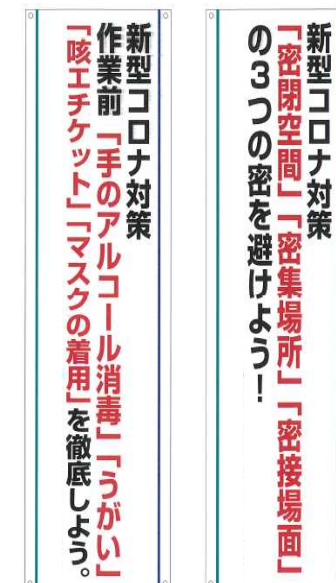 新型コロナ対策
「密閉空間」「密集場所」「密接場面」
の3つの密を避けよう！
新型コロナ対策
作業前「手のアルコール消毒」「うがい」
「咳エチケット」「マスクの着用」を徹底しよう。